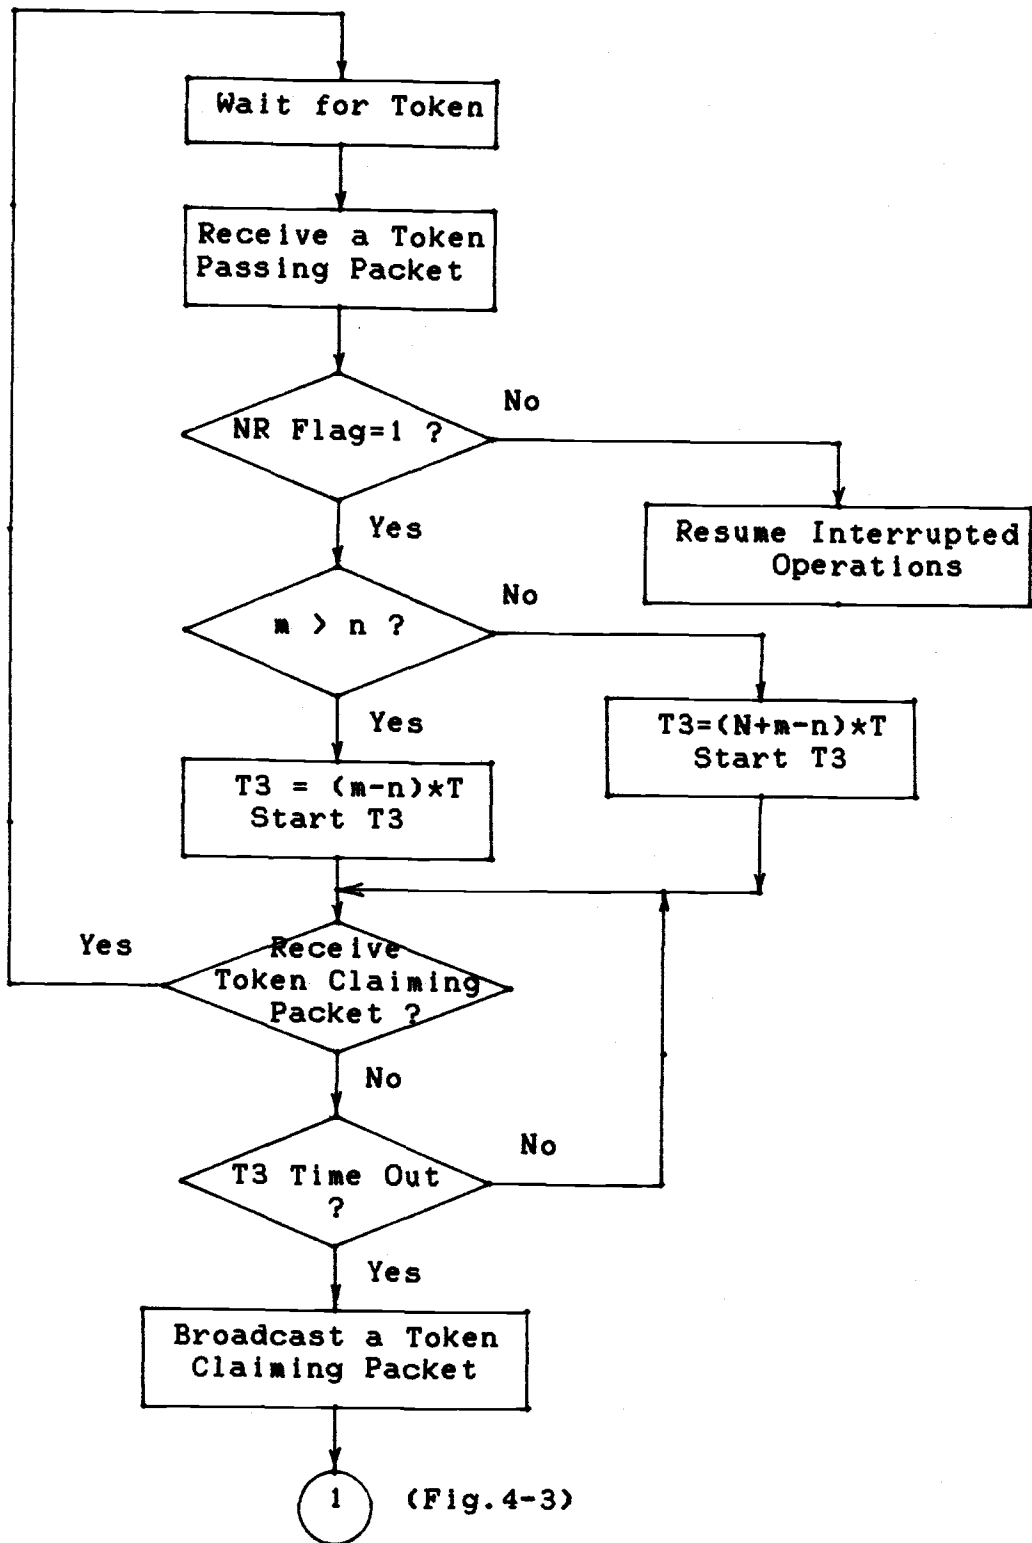 Wait for Token
Receive a Token
Passing Packet
NR Flag=1 ?
No
Yes
Resume Interrupted
Operations
m > n ?
No
Yes
T3=(N+m-n)*T
Start T3
T3 = (m-n)*T
Start T3
Yes
Receive
Token Claiming
Packet ?
No
T3 Time Out
?
No
Yes
Broadcast a Token
Claiming Packet
1
(Fig.4-3)